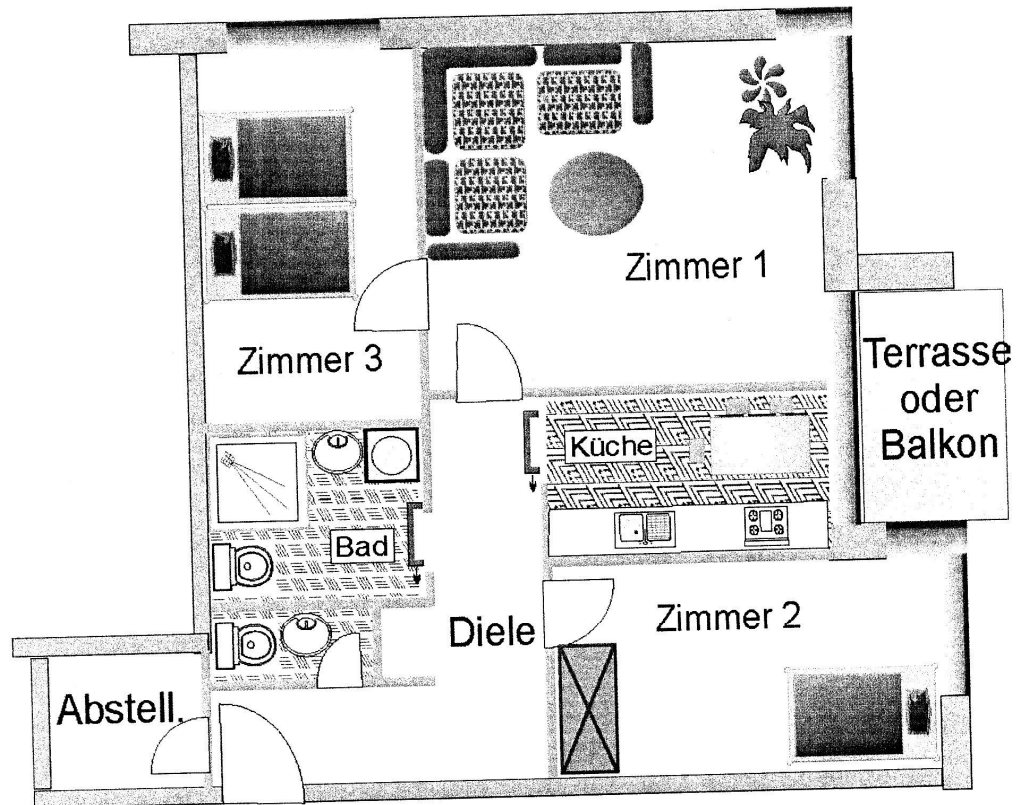 Zimmer 1
Zimmer 3
Terrasse
oder
Balkon
Küche
Bad
Diele
Zimmer 2
Abstell.